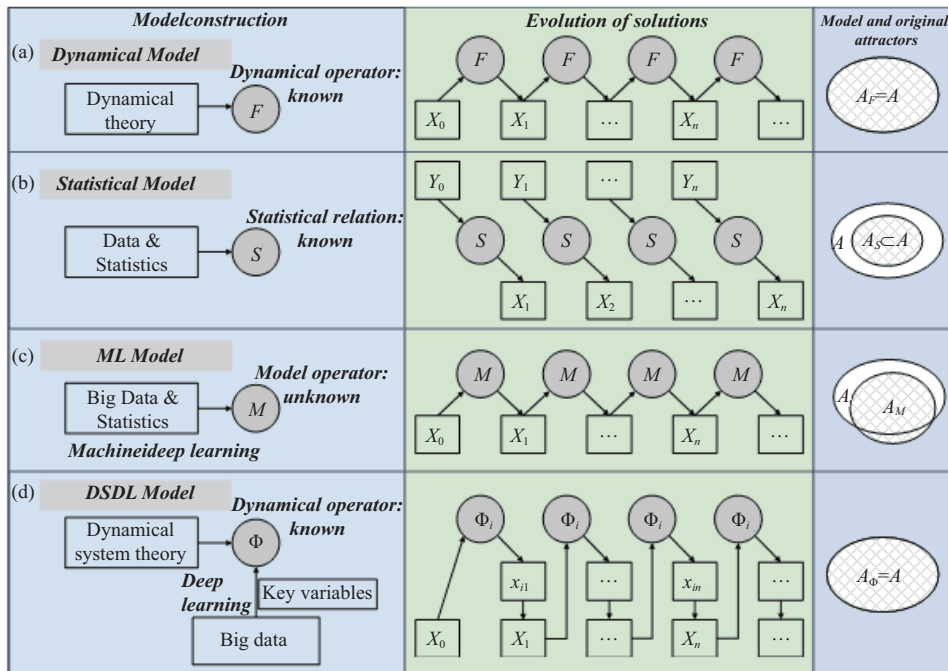 Modelconstruction
Evolution of solutions
Model and original
attractors
(a)
Dynamical Model
Dynamical operator:
known
Dynamical
theory
F
F
F
F
F
X0
X1
...
Xn
...
AF=A
(b)
Statistical Model
Statistical relation:
known
Data &
Statistics
S
Y0
Y1
...
Yn
S
S
S
S
X1
X2
...
Xn
A
AS⊂A
(c)
ML Model
Model operator:
unknown
Big Data &
Statistics
M
Machineideep learning
M
M
M
M
X0
X1
...
Xn
...
A
AM
(d)
DSDL Model
Dynamical operator:
known
Dynamical
system theory
Φ
Deep
learning
Key variables
Big data
Φi
Φi
Φi
Φi
xi1
...
xin
...
X0
X1
...
Xn
...
AΦ=A